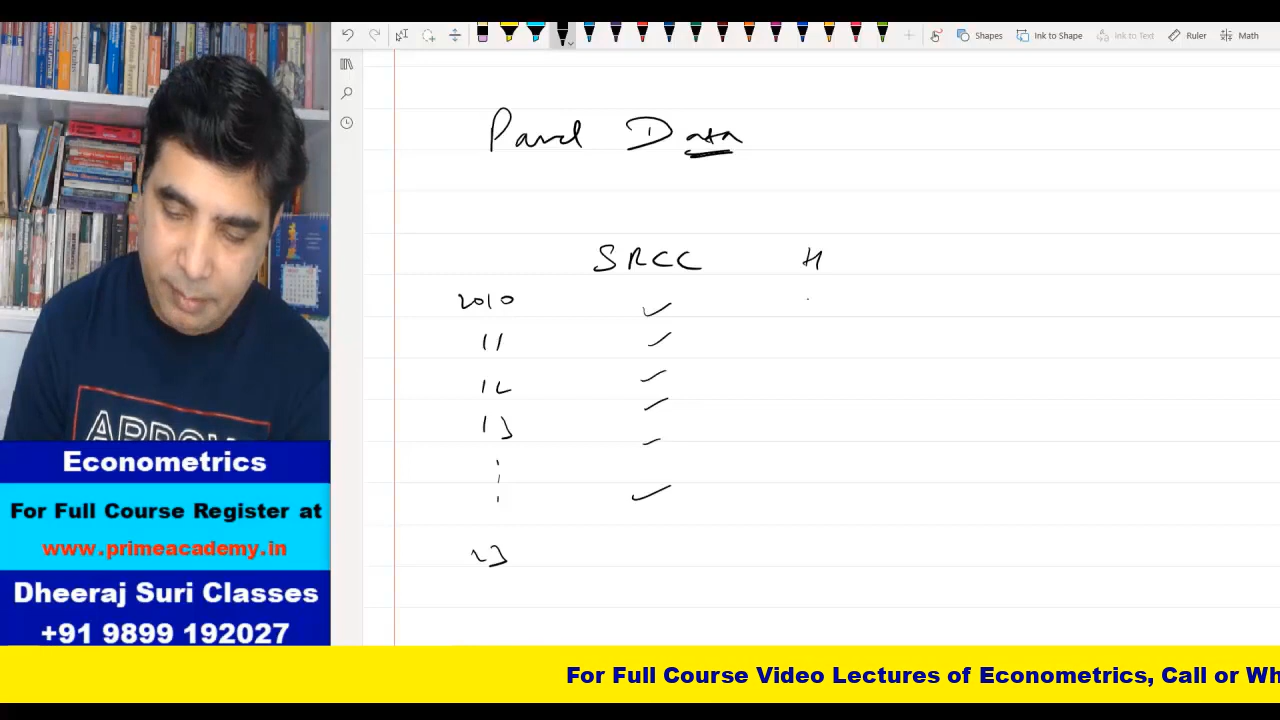 Shapes Ink to Shape Ink to Text Ruler Math
Panel Data
SRCC H
2010
11
12
13
23
ARROW
Econometrics
For Full Course Register at
www.primeacademy.in
Dheeraj Suri Classes
+91 9899 192027
For Full Course Video Lectures of Econometrics, Call or Wh